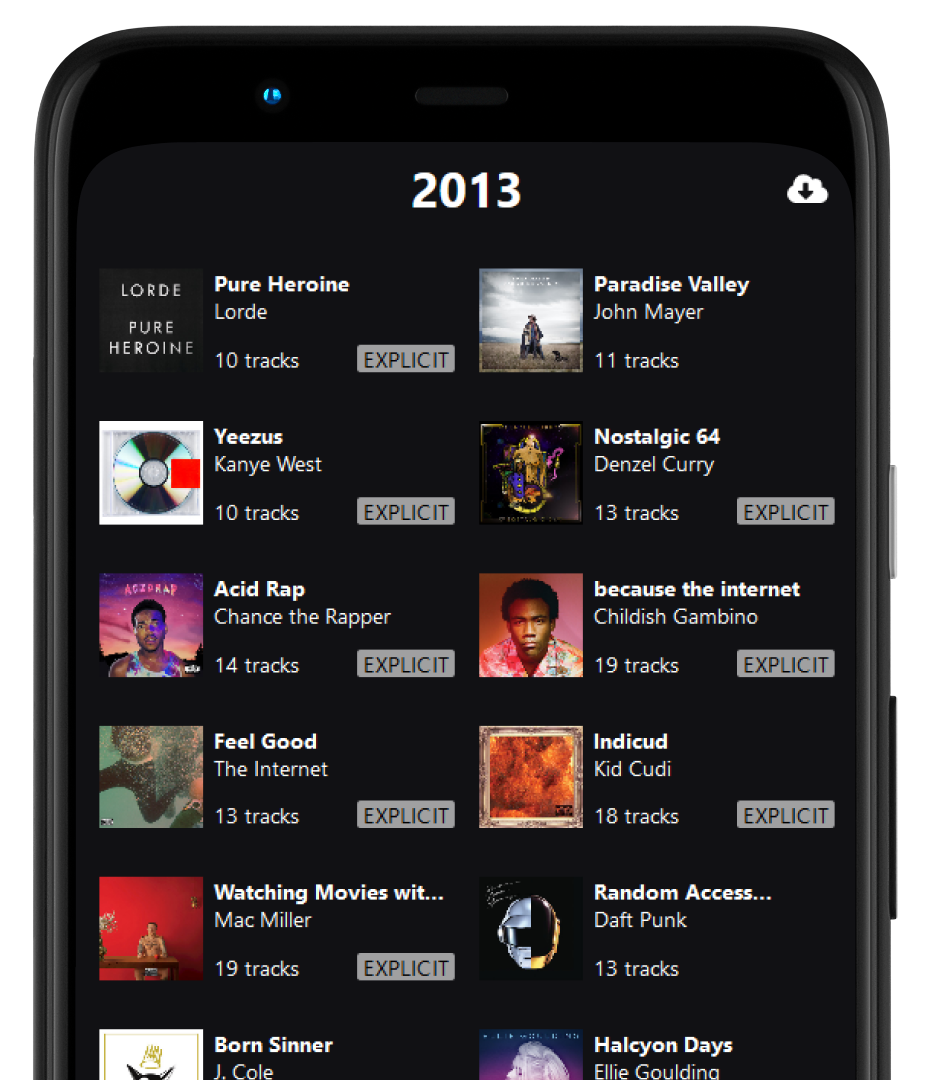 2013
LORDE
PURE
HEROINE
Pure Heroine
Lorde
10 tracks
EXPLICIT
Paradise Valley
John Mayer
11 tracks
Yeezus
Kanye West
10 tracks
EXPLICIT
Nostalgic 64
Denzel Curry
13 tracks
EXPLICIT
Acid Rap
Chance the Rapper
14 tracks
EXPLICIT
because the internet
Childish Gambino
19 tracks
EXPLICIT
Feel Good
The Internet
13 tracks
EXPLICIT
Indicud
Kid Cudi
18 tracks
EXPLICIT
Watching Movies wit...
Mac Miller
19 tracks
EXPLICIT
Random Access...
Daft Punk
13 tracks
Born Sinner
J. Cole
Halcyon Days
Ellie Goulding